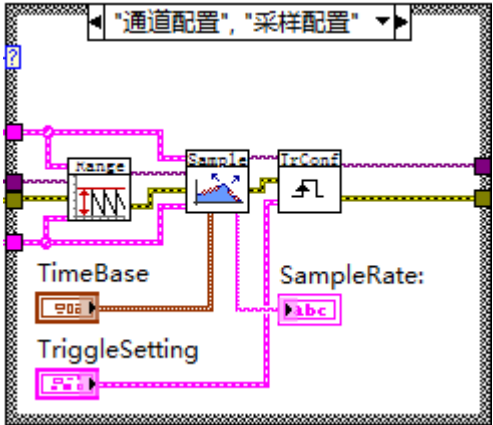 "通道配置", "采样配置"
?
Range
Sample
TrConf
TimeBase
SampleRate:
abc
TriggleSetting